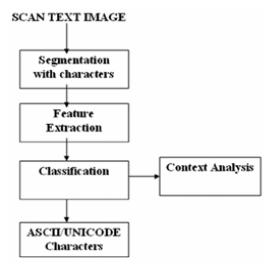 SCAN TEXT IMAGE
Segmentation
with characters
Feature
Extraction
Classification
Context Analysis
ASCII/UNICODE
Characters